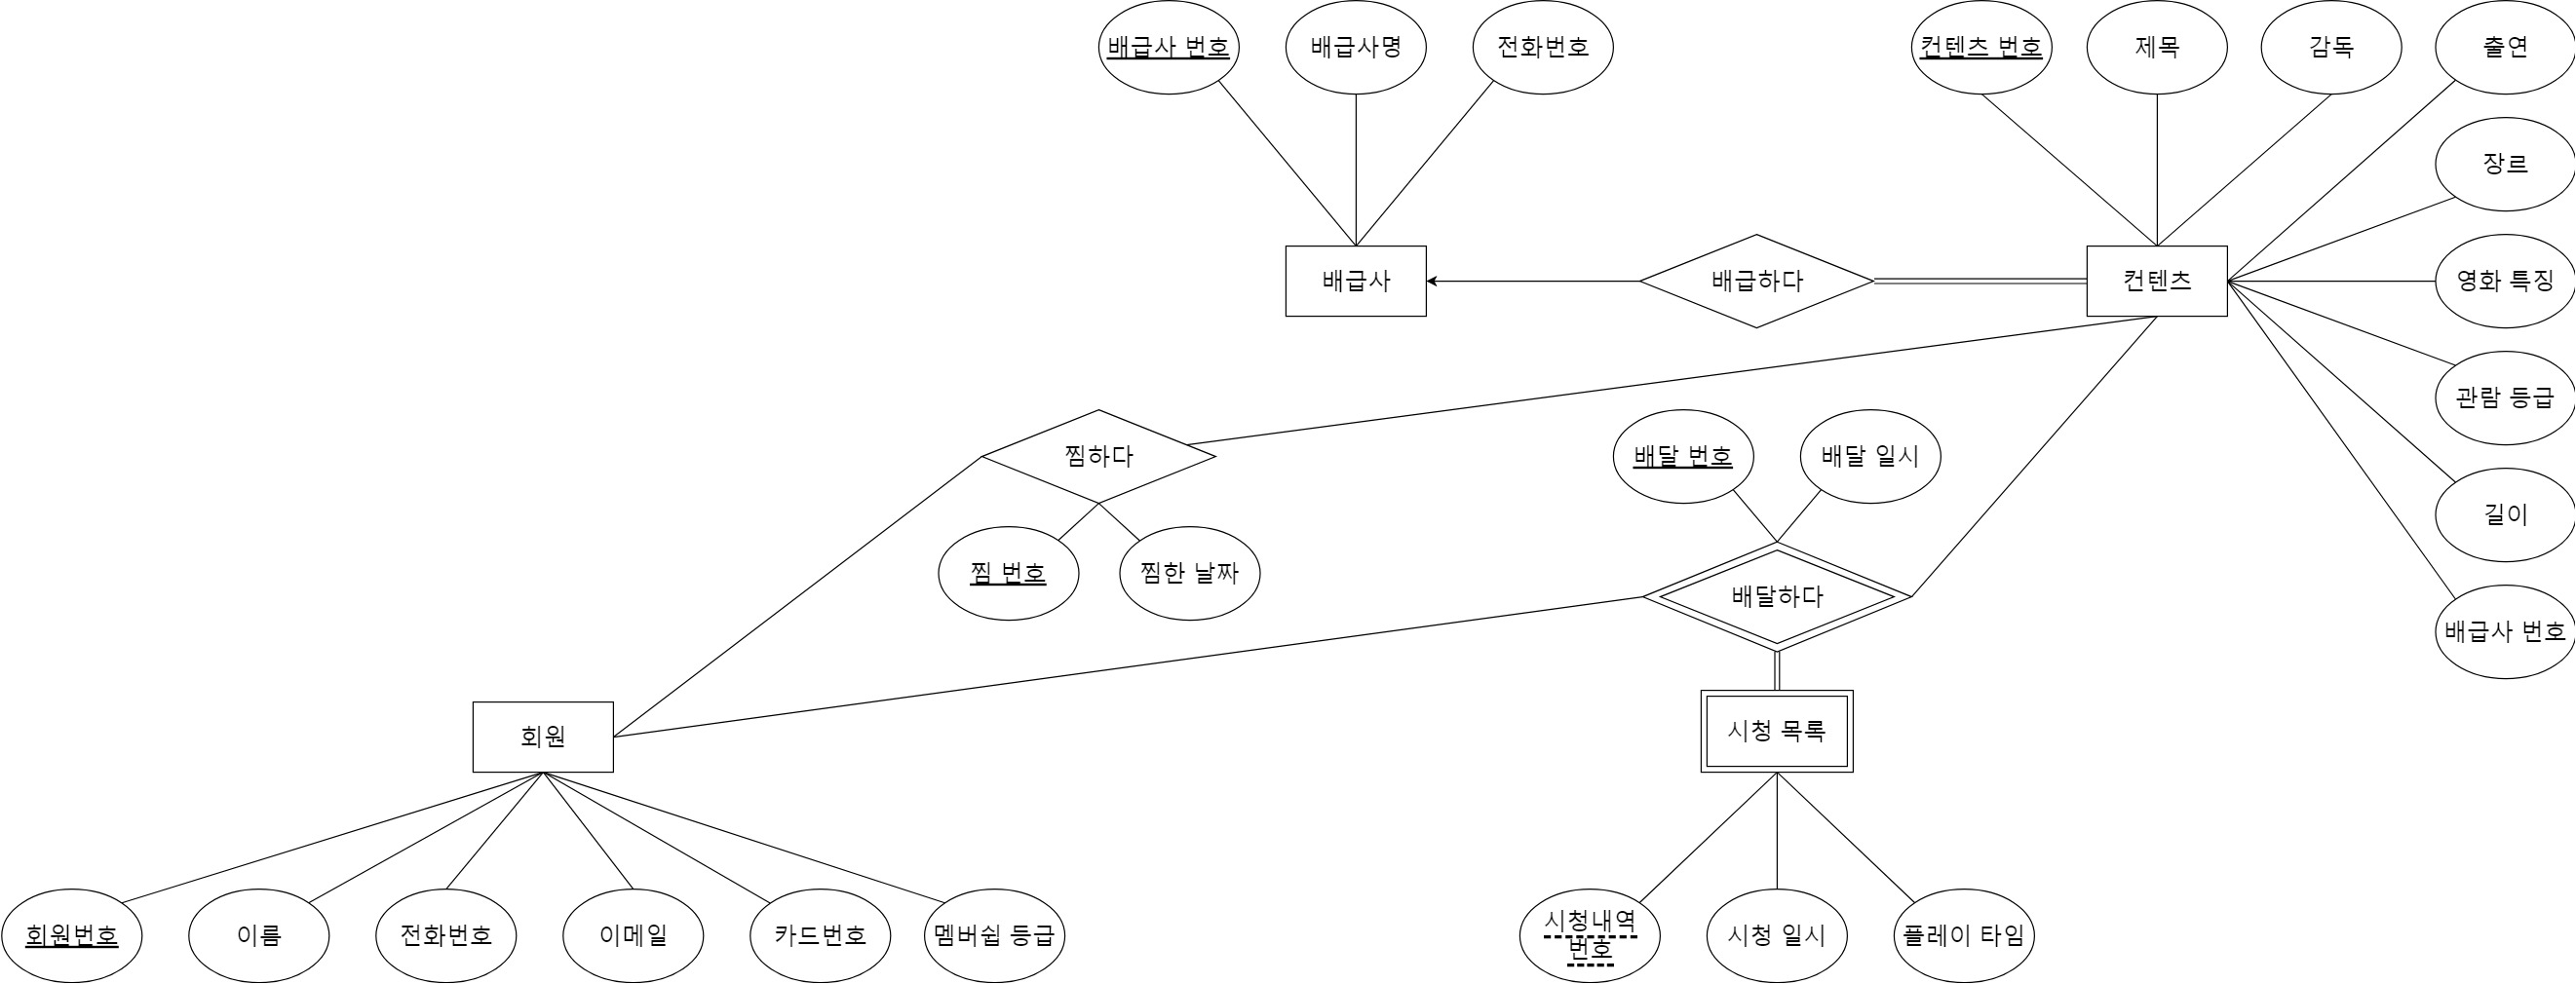 배급사 번호
배급사명
전화번호
컨텐츠 번호
제목
감독
출연
장르
배급사
배급하다
컨텐츠
영화 특징
관람 등급
찜하다
배달 번호
배달 일시
길이
찜 번호
찜한 날짜
배달하다
배급사 번호
회원
시청 목록
회원번호
이름
전화번호
이메일
카드번호
멤버쉽 등급
시청내역
번호
시청 일시
플레이 타임